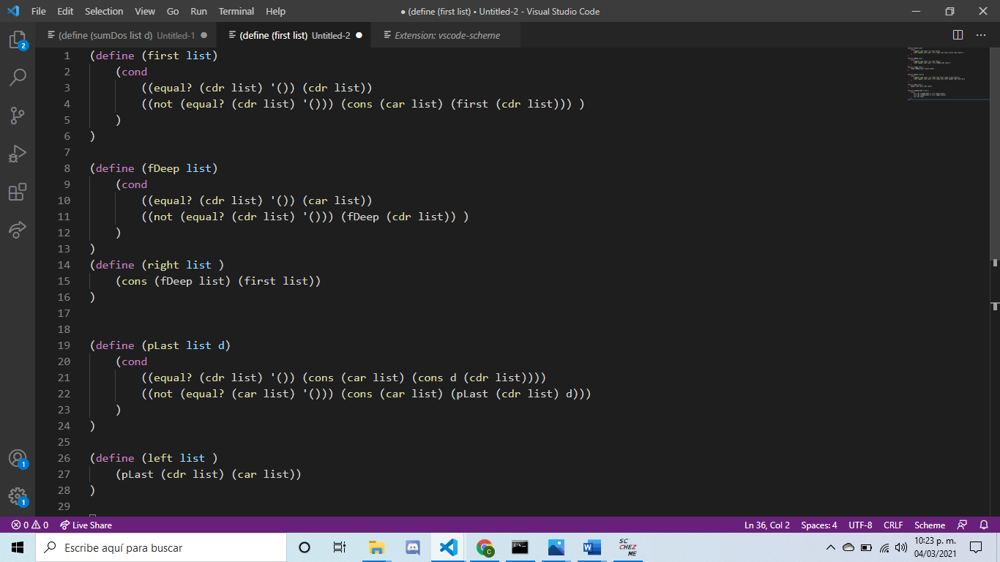 File Edit Selection View Go Run Terminal Help ● (define (first list) • Untitled-2 - Visual Studio Code
(define (sumDos list d) Untitled-1 ● (define (first list) Untitled-2 ● Extension: vscode-scheme
1 (define (first list)
2     (cond
3         ((equal? (cdr list) '()) (cdr list))
4         ((not (equal? (cdr list) '())) (cons (car list) (first (cdr list))) )
5     )
6 )
7
8 (define (fDeep list)
9     (cond
10         ((equal? (cdr list) '()) (car list))
11         ((not (equal? (cdr list) '())) (fDeep (cdr list)) )
12     )
13 )
14 (define (right list )
15     (cons (fDeep list) (first list))
16 )
17
18
19 (define (pLast list d)
20     (cond
21         ((equal? (cdr list) '()) (cons (car list) (cons d (cdr list))))
22         ((not (equal? (car list) '())) (cons (car list) (pLast (cdr list) d)))
23     )
24 )
25
26 (define (left list )
27     (pLast (cdr list) (car list))
28 )
29
2
1
1
0 0 Live Share Ln 36, Col 2 Spaces: 4 UTF-8 CRLF Scheme
Escribe aquí para buscar
SC
CHEZ
ME
10:23 p. m.
04/03/2021